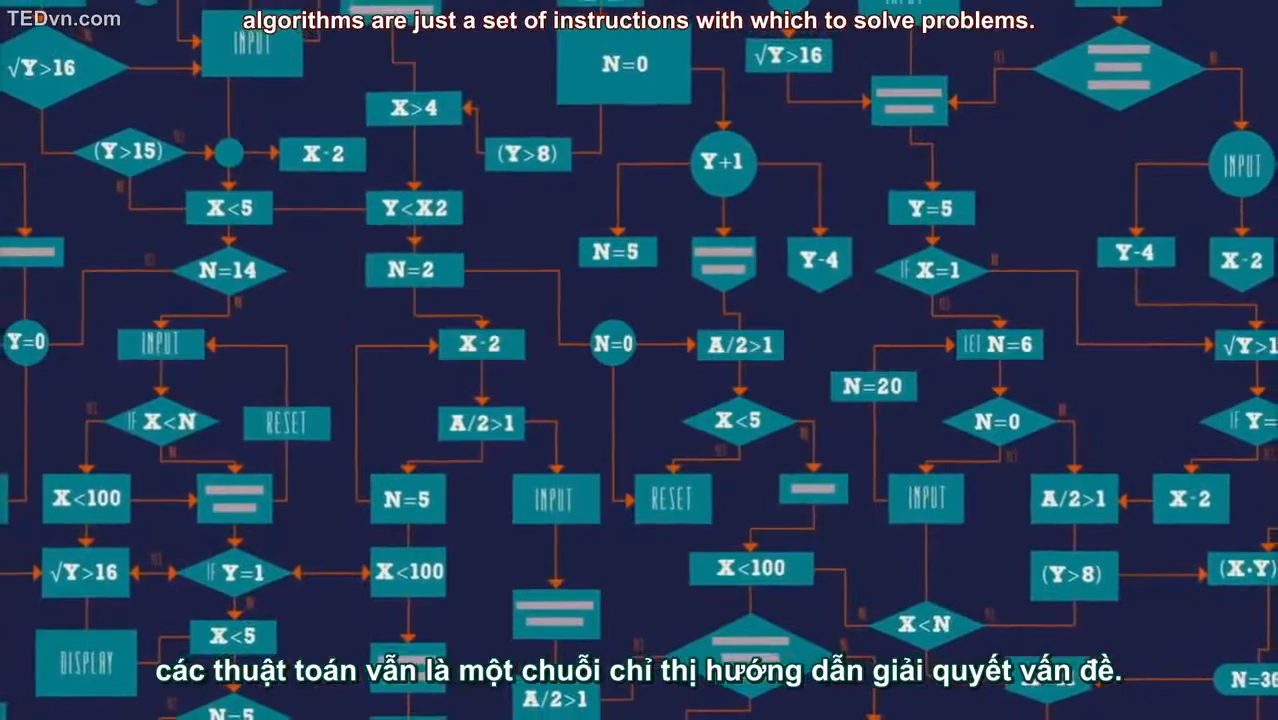 TEDvn.com
algorithms are just a set of instructions with which to solve problems.
INPUT
√Y>16
N=0
√Y>16
X>4
(Y>15)
X-2
(Y>8)
Y+1
INPUT
X<5
Y<X2
Y=5
N=5
Y-4
Y-4
X-2
N=14
N=2
IF X=1
Y=0
INPUT
X-2
N=0
A/2>1
LET N=6
√Y>1
N=20
IF X<N
RESET
A/2>1
X<5
N=0
IF Y=
X<100
N=5
INPUT
RESET
INPUT
A/2>1
X-2
√Y>16
IF Y=1
X<100
X<100
(Y>8)
(X·Y)
X<5
X<N
DISPLAY
các thuật toán vẫn là một chuỗi chỉ thị hướng dẫn giải quyết vấn đề.
N=36
A/2>1
N=5